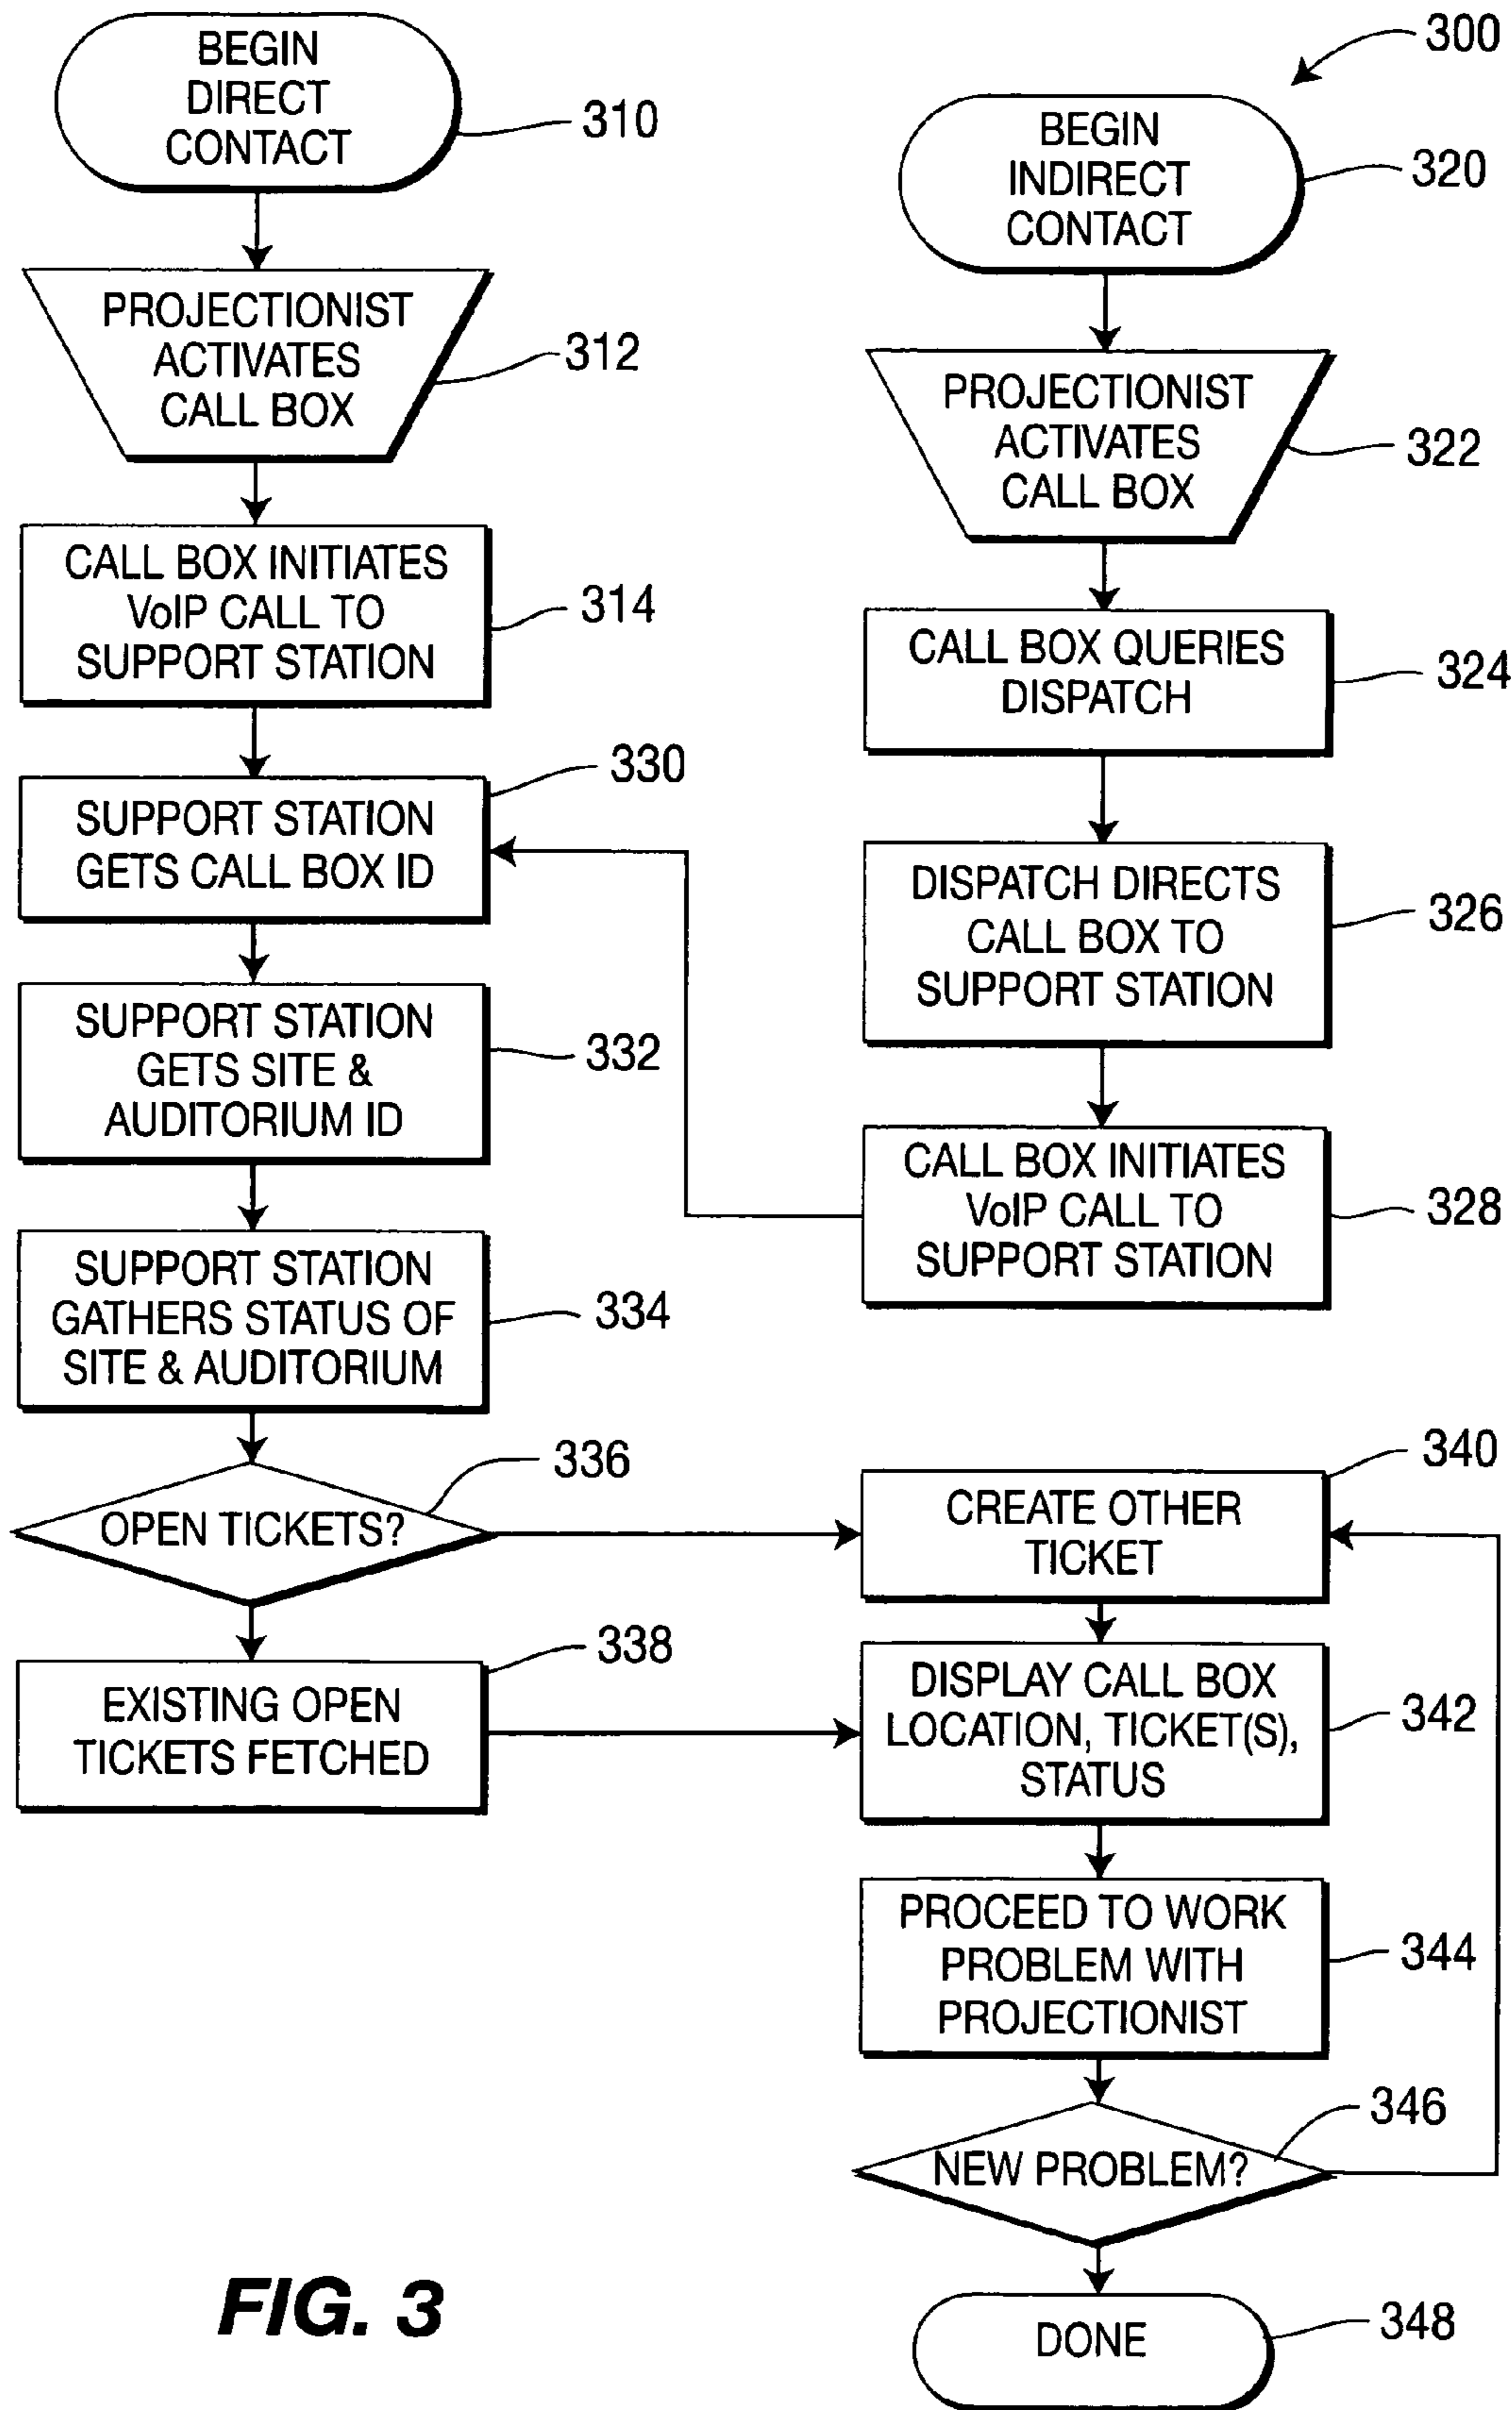 300
BEGIN
DIRECT
CONTACT
310
PROJECTIONIST
ACTIVATES
CALL BOX
312
CALL BOX INITIATES
VoIP CALL TO
SUPPORT STATION
314
SUPPORT STATION
GETS CALL BOX ID
330
SUPPORT STATION
GETS SITE &
AUDITORIUM ID
332
SUPPORT STATION
GATHERS STATUS OF
SITE & AUDITORIUM
334
OPEN TICKETS?
336
EXISTING OPEN
TICKETS FETCHED
338
BEGIN
INDIRECT
CONTACT
320
PROJECTIONIST
ACTIVATES
CALL BOX
322
CALL BOX QUERIES
DISPATCH
324
DISPATCH DIRECTS
CALL BOX TO
SUPPORT STATION
326
CALL BOX INITIATES
VoIP CALL TO
SUPPORT STATION
328
CREATE OTHER
TICKET
340
DISPLAY CALL BOX
LOCATION, TICKET(S),
STATUS
342
PROCEED TO WORK
PROBLEM WITH
PROJECTIONIST
344
NEW PROBLEM?
346
DONE
348
FIG. 3